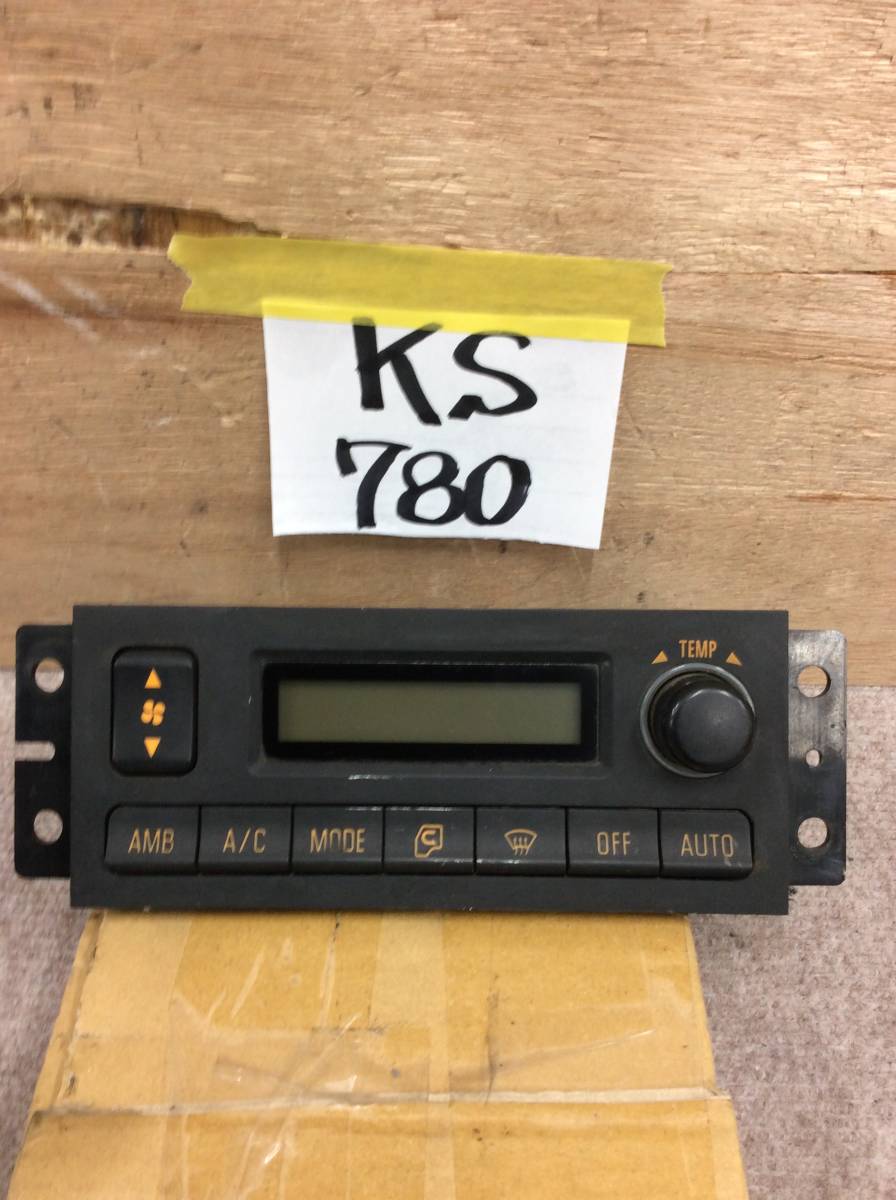 KS
780
TEMP
AMB A/C MODE OFF AUTO